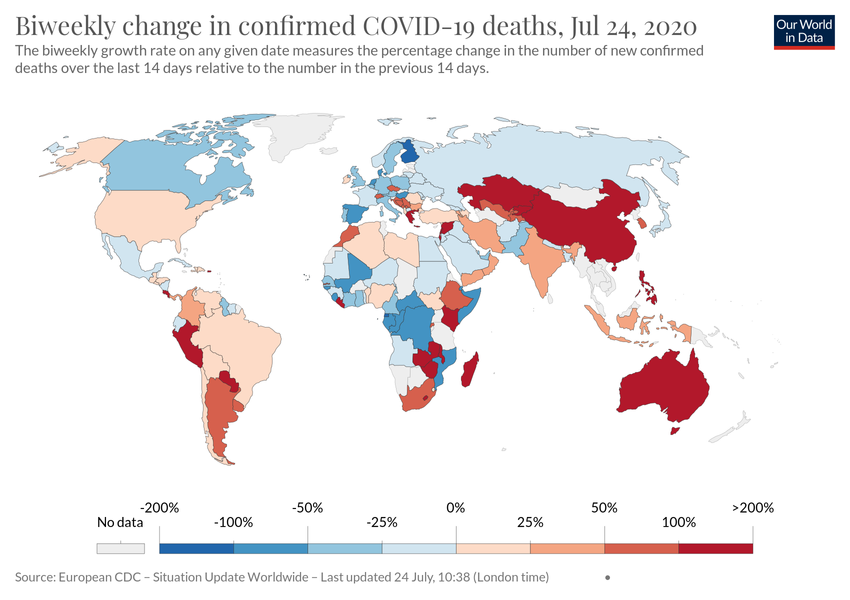 Biweekly change in confirmed COVID-19 deaths, Jul 24, 2020
Our World
in Data
The biweekly growth rate on any given date measures the percentage change in the number of new confirmed
deaths over the last 14 days relative to the number in the previous 14 days.
-200% -50% 0% 50% >200%
No data -100% -25% 25% 100%
Source: European CDC – Situation Update Worldwide – Last updated 24 July, 10:38 (London time) •